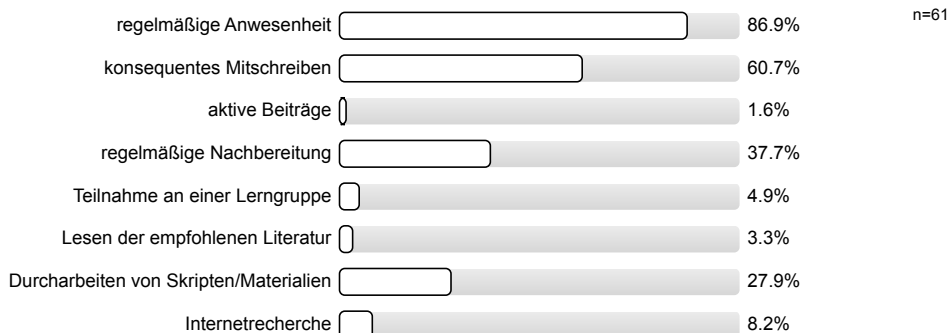 regelmäßige Anwesenheit 86.9% n=61
konsequentes Mitschreiben 60.7%
aktive Beiträge 1.6%
regelmäßige Nachbereitung 37.7%
Teilnahme an einer Lerngruppe 4.9%
Lesen der empfohlenen Literatur 3.3%
Durcharbeiten von Skripten/Materialien 27.9%
Internetrecherche 8.2%